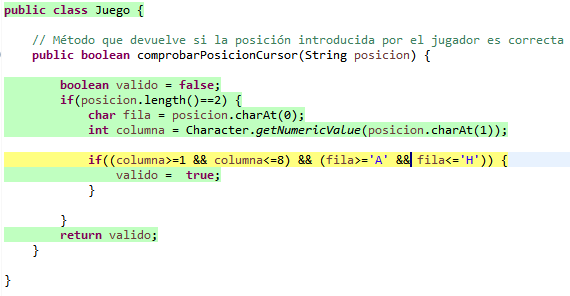 public class Juego {
// Método que devuelve si la posición introducida por el jugador es correcta
public boolean comprobarPosicionCursor(String posicion) {
boolean valido = false;
if(posicion.length()==2) {
char fila = posicion.charAt(0);
int columna = Character.getNumericValue(posicion.charAt(1));
if((columna>=1 && columna<=8) && (fila>='A' && fila<='H')) {
valido =  true;
}
}
return valido;
}
}